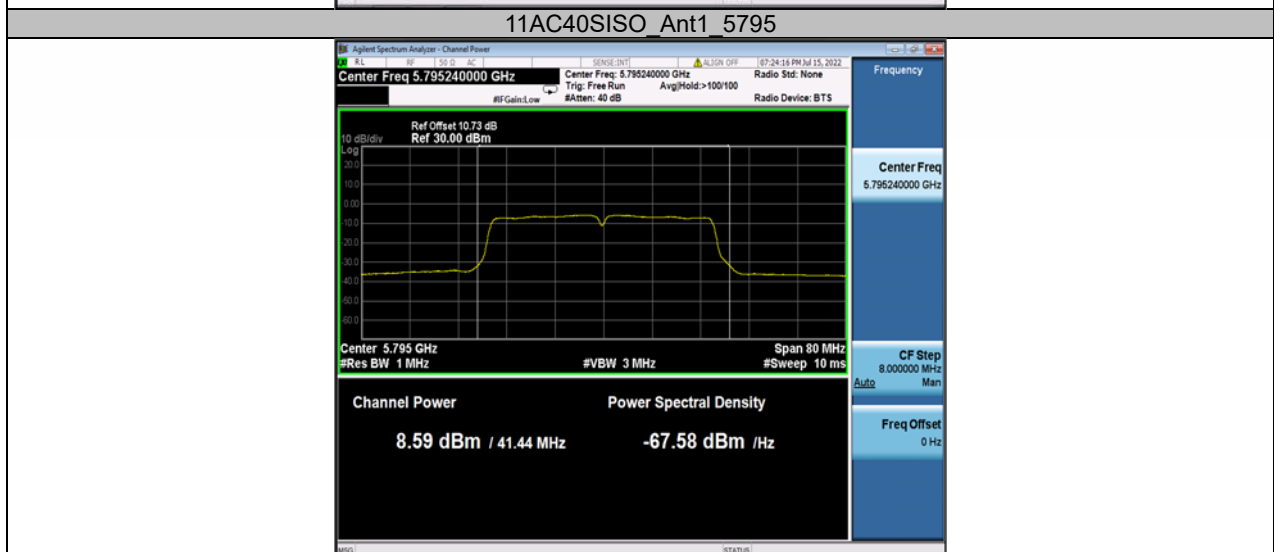 11AC40SISO_Ant1_5795
Agilent Spectrum Analyzer - Channel Power
RL RF 50 Ω AC SENSE:INT ALIGN OFF 07:24:16 PM Jul 15, 2022
Center Freq 5.795240000 GHz
Center Freq: 5.795240000 GHz
Radio Std: None
Trig: Free Run Avg|Hold:>100/100
#IFGain:Low
#Atten: 40 dB
Radio Device: BTS
Frequency
Ref Offset 10.73 dB
10 dB/div Ref 30.00 dBm
Log
20.0
10.0
0.00
-10.0
-20.0
-30.0
-40.0
-50.0
-60.0
Center 5.795 GHz Span 80 MHz
#Res BW 1 MHz #VBW 3 MHz #Sweep 10 ms
Center Freq
5.795240000 GHz
CF Step
8.000000 MHz
Auto Man
Freq Offset
0 Hz
Channel Power Power Spectral Density
8.59 dBm / 41.44 MHz -67.58 dBm /Hz
MSG STATUS